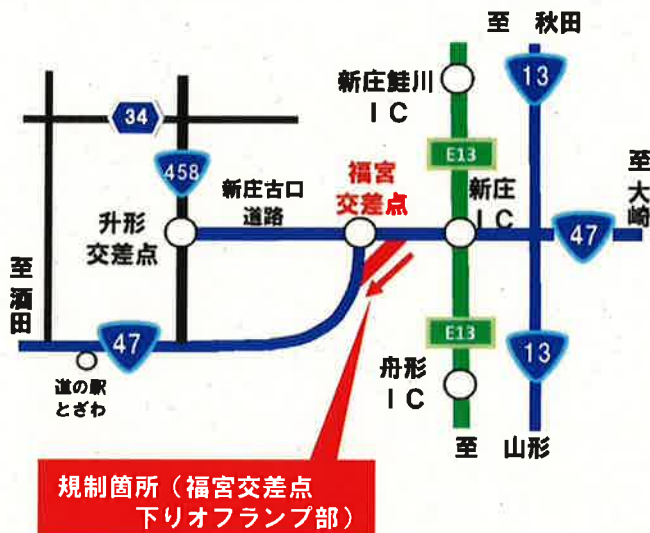 至 秋田
13
新庄鮭川
IC
34
E13
至
大
崎
458
福宮
交差点
新庄古口
道路
新庄
IC
升形
交差点
47
至
酒
田
47
E13
13
道の駅
とざわ
舟形
IC
至 山形
規制箇所（福宮交差点
下りオフランプ部）